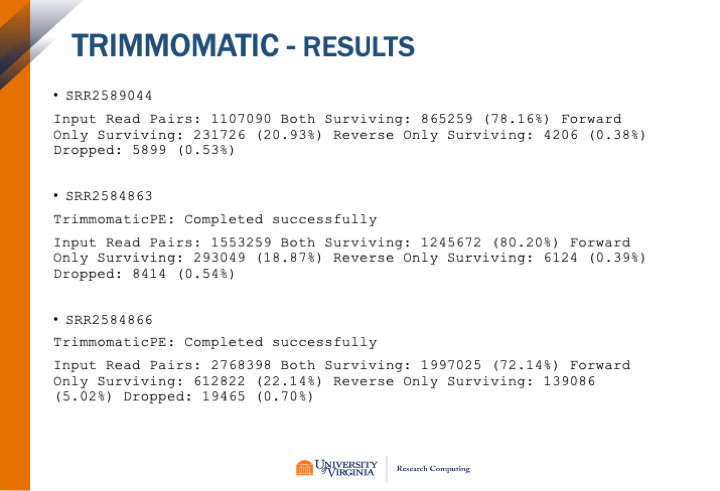 TRIMMOMATIC - RESULTS
• SRR2589044
Input Read Pairs: 1107090 Both Surviving: 865259 (78.16%) Forward
Only Surviving: 231726 (20.93%) Reverse Only Surviving: 4206 (0.38%)
Dropped: 5899 (0.53%)
• SRR2584863
TrimmomaticPE: Completed successfully
Input Read Pairs: 1553259 Both Surviving: 1245672 (80.20%) Forward
Only Surviving: 293049 (18.87%) Reverse Only Surviving: 6124 (0.39%)
Dropped: 8414 (0.54%)
• SRR2584866
TrimmomaticPE: Completed successfully
Input Read Pairs: 2768398 Both Surviving: 1997025 (72.14%) Forward
Only Surviving: 612822 (22.14%) Reverse Only Surviving: 139086
(5.02%) Dropped: 19465 (0.70%)
UNIVERSITY
of VIRGINIA
Research Computing